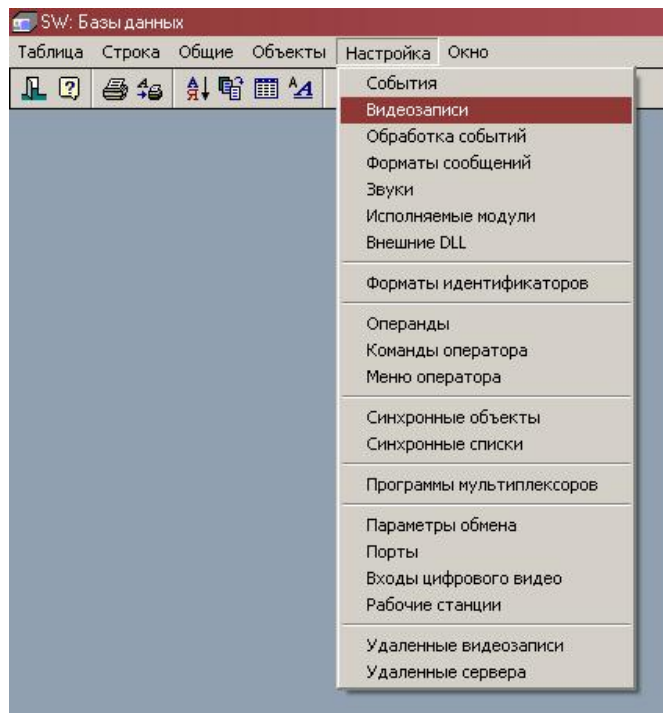 SW: Базы данных
Таблица Строка Общие Объекты Настройка Окно
События
Видеозаписи
Обработка событий
Форматы сообщений
Звуки
Исполняемые модули
Внешние DLL
Форматы идентификаторов
Операнды
Команды оператора
Меню оператора
Синхронные объекты
Синхронные списки
Программы мультиплексоров
Параметры обмена
Порты
Входы цифрового видео
Рабочие станции
Удаленные видеозаписи
Удаленные сервера